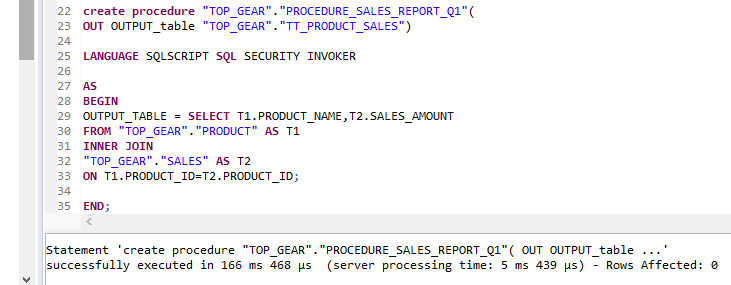 22 create procedure "TOP_GEAR"."PROCEDURE_SALES_REPORT_Q1"(
23 OUT OUTPUT_table "TOP_GEAR"."TT_PRODUCT_SALES")
24
25 LANGUAGE SQLSCRIPT SQL SECURITY INVOKER
26
27 AS
28 BEGIN
29 OUTPUT_TABLE = SELECT T1.PRODUCT_NAME,T2.SALES_AMOUNT
30 FROM "TOP_GEAR"."PRODUCT" AS T1
31 INNER JOIN
32 "TOP_GEAR"."SALES" AS T2
33 ON T1.PRODUCT_ID=T2.PRODUCT_ID;
34
35 END;
Statement 'create procedure "TOP_GEAR"."PROCEDURE_SALES_REPORT_Q1"( OUT OUTPUT_table ...'
successfully executed in 166 ms 468 µs (server processing time: 5 ms 439 µs) - Rows Affected: 0